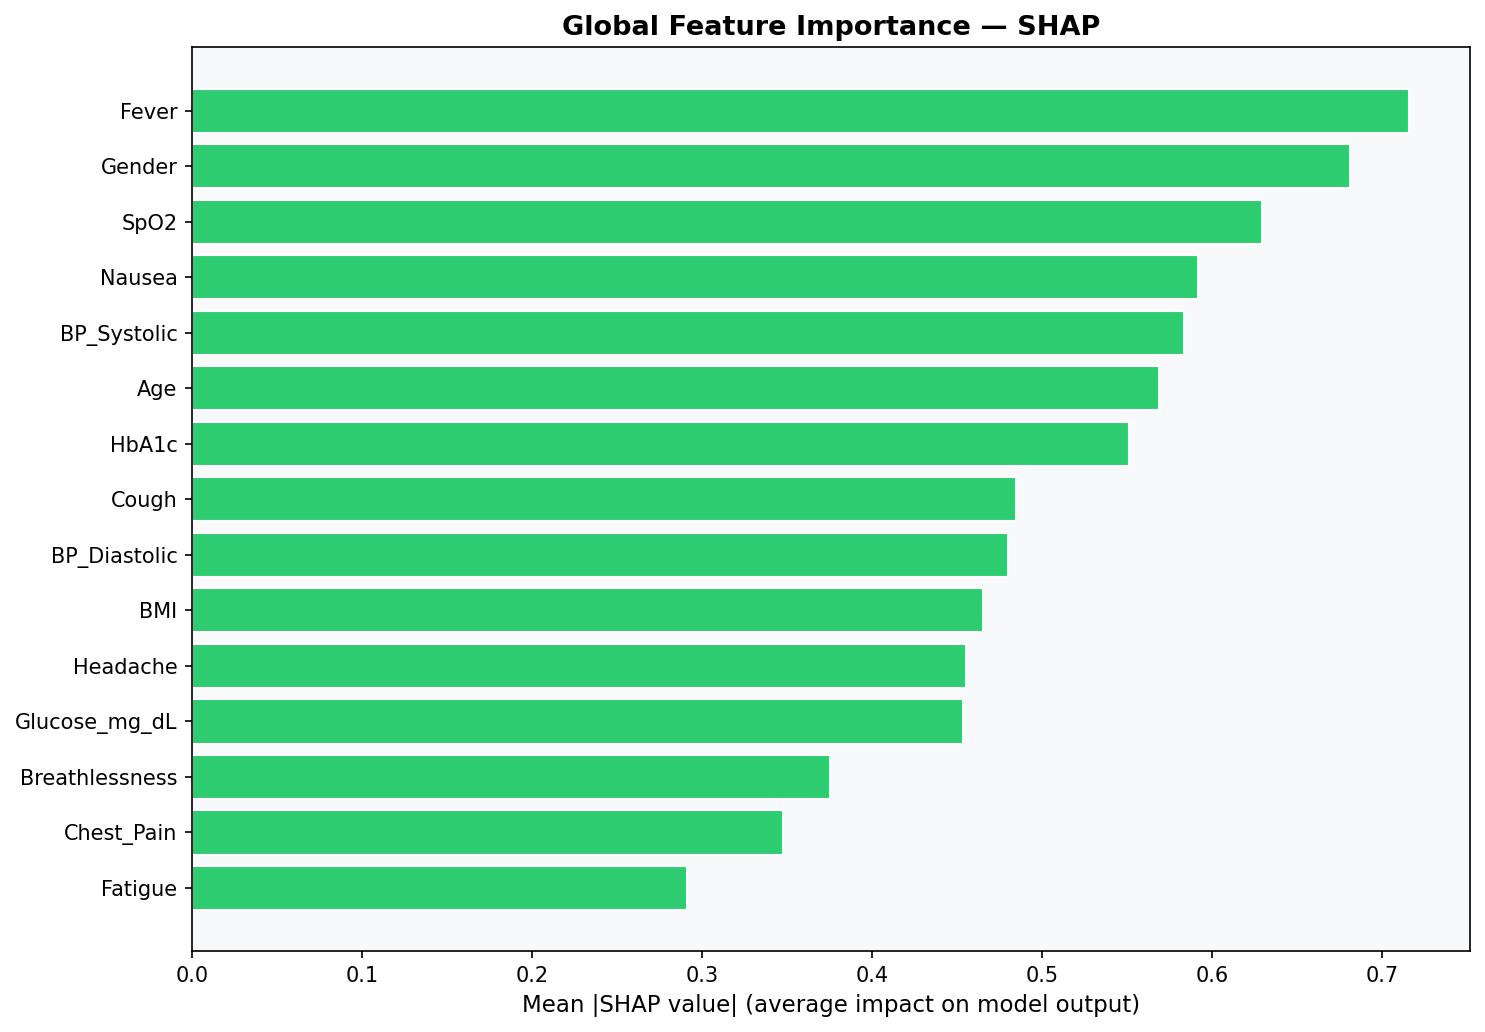 Global Feature Importance — SHAP
Fever
Gender
SpO2
Nausea
BP_Systolic
Age
HbA1c
Cough
BP_Diastolic
BMI
Headache
Glucose_mg_dL
Breathlessness
Chest_Pain
Fatigue
0.0 0.1 0.2 0.3 0.4 0.5 0.6 0.7
Mean |SHAP value| (average impact on model output)